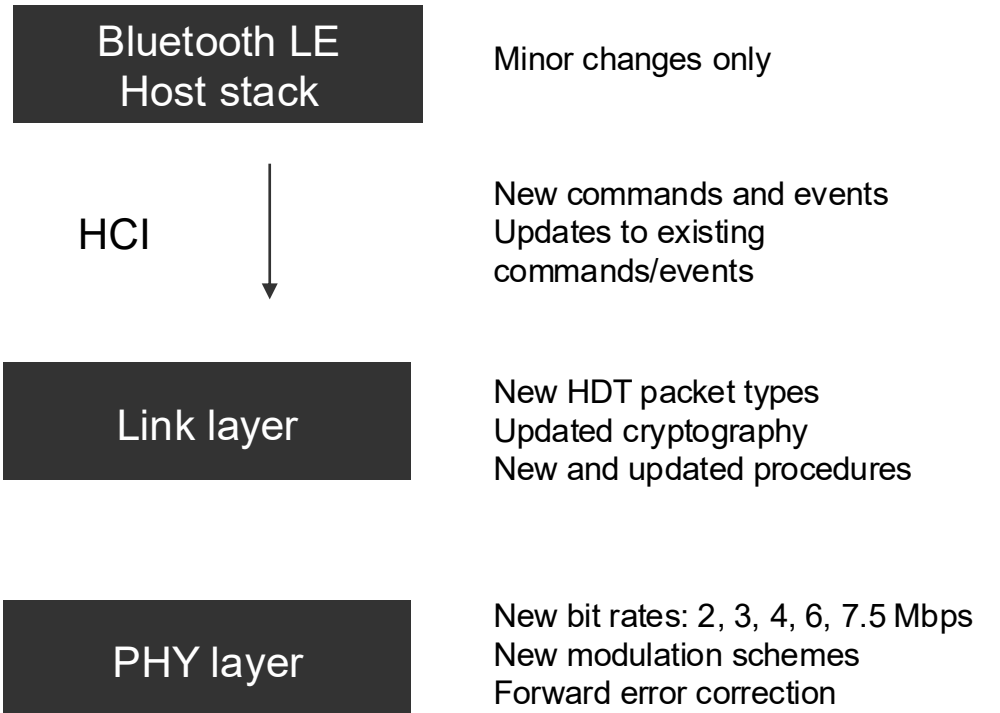 Bluetooth LE
Host stack
Minor changes only
HCI
New commands and events
Updates to existing
commands/events
Link layer
New HDT packet types
Updated cryptography
New and updated procedures
PHY layer
New bit rates: 2, 3, 4, 6, 7.5 Mbps
New modulation schemes
Forward error correction